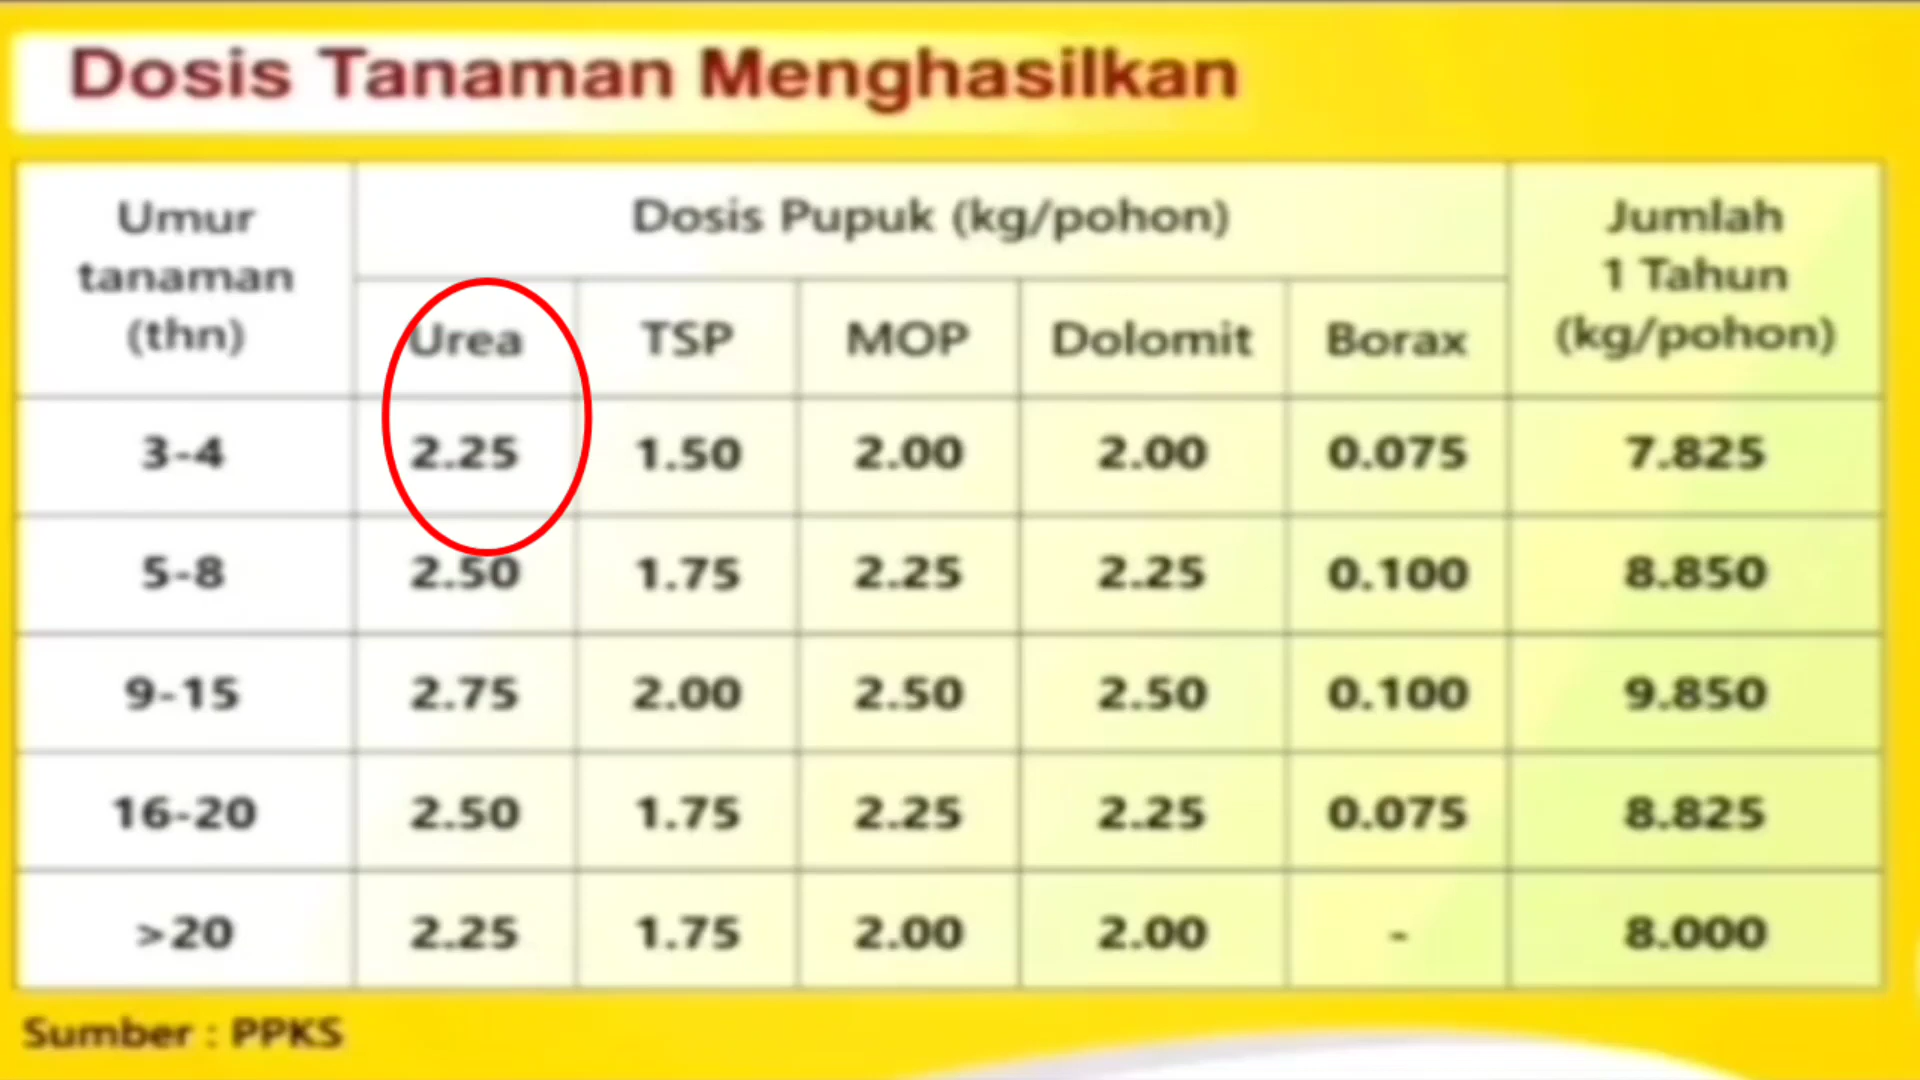 Dosis Tanaman Menghasilkan
Umur tanaman (thn) Dosis Pupuk (kg/pohon) Jumlah 1 Tahun (kg/pohon)
Urea TSP MOP Dolomit Borax
3-4 2.25 1.50 2.00 2.00 0.075 7.825
5-8 2.50 1.75 2.25 2.25 0.100 8.850
9-15 2.75 2.00 2.50 2.50 0.100 9.850
16-20 2.50 1.75 2.25 2.25 0.075 8.825
>20 2.25 1.75 2.00 2.00 - 8.000
Sumber : PPKS